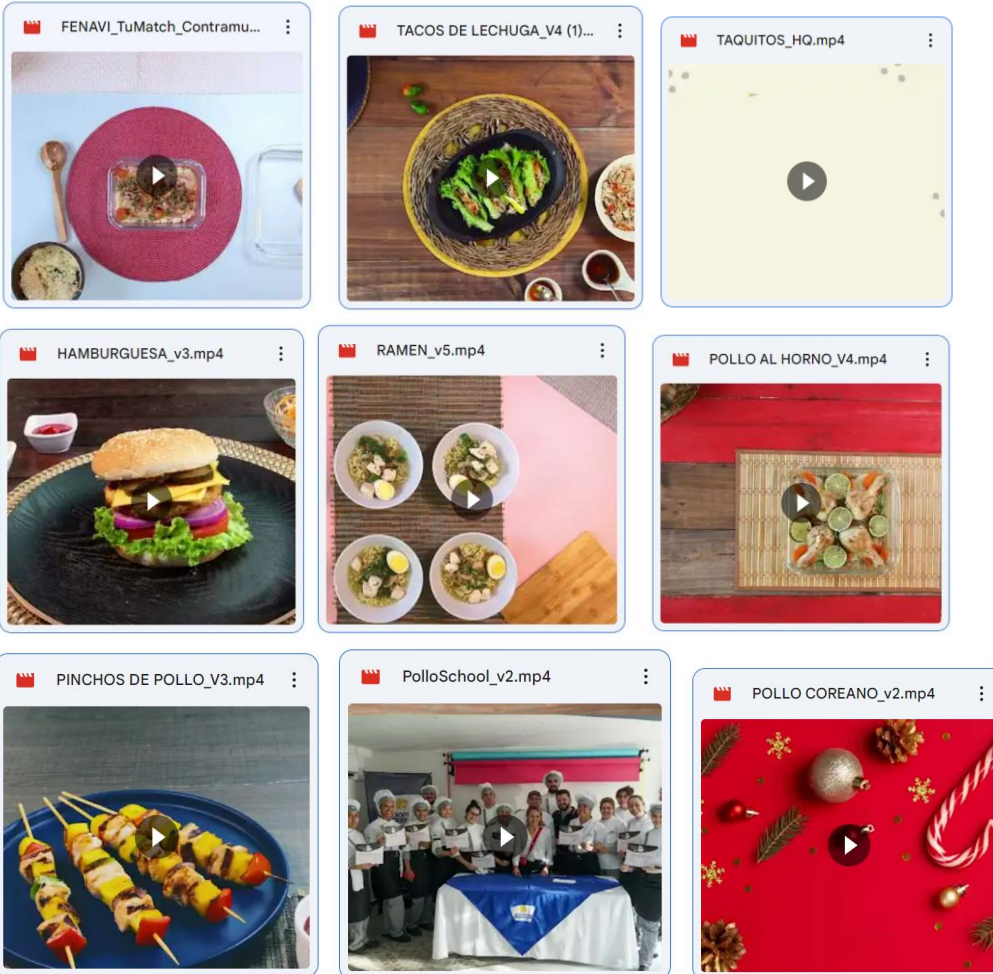 FENAVI_TuMatch_Contramu...
TACOS DE LECHUGA_V4 (1)...
TAQUITOS_HQ.mp4
HAMBURGUESA_v3.mp4
RAMEN_v5.mp4
POLLO AL HORNO_V4.mp4
PINCHOS DE POLLO_V3.mp4
PolloSchool_v2.mp4
POLLO COREANO_v2.mp4